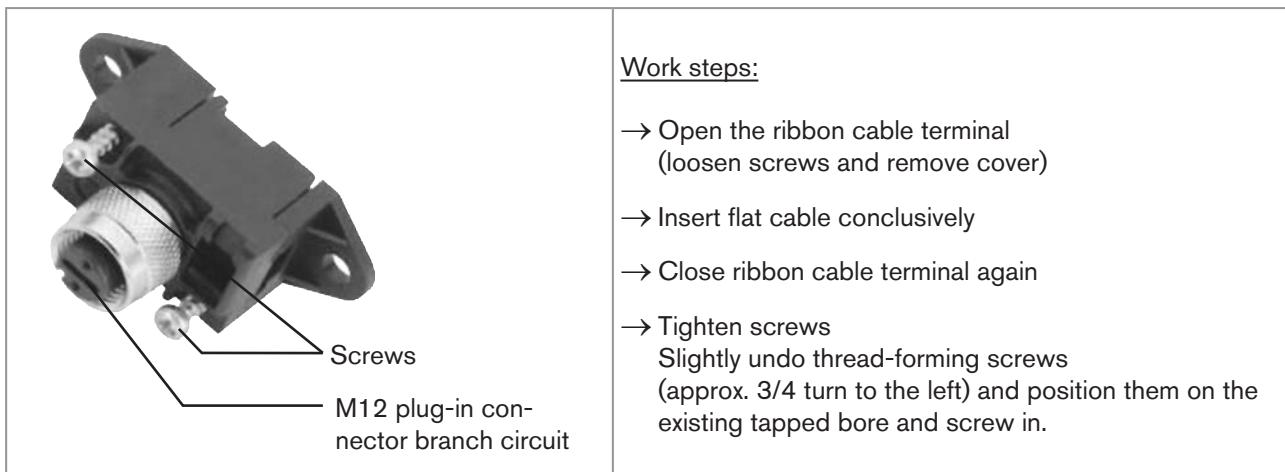 Screws
M12 plug-in con-
nector branch circuit
Work steps:
→ Open the ribbon cable terminal
(loosen screws and remove cover)
→ Insert flat cable conclusively
→ Close ribbon cable terminal again
→ Tighten screws
Slightly undo thread-forming screws
(approx. 3/4 turn to the left) and position them on the
existing tapped bore and screw in.